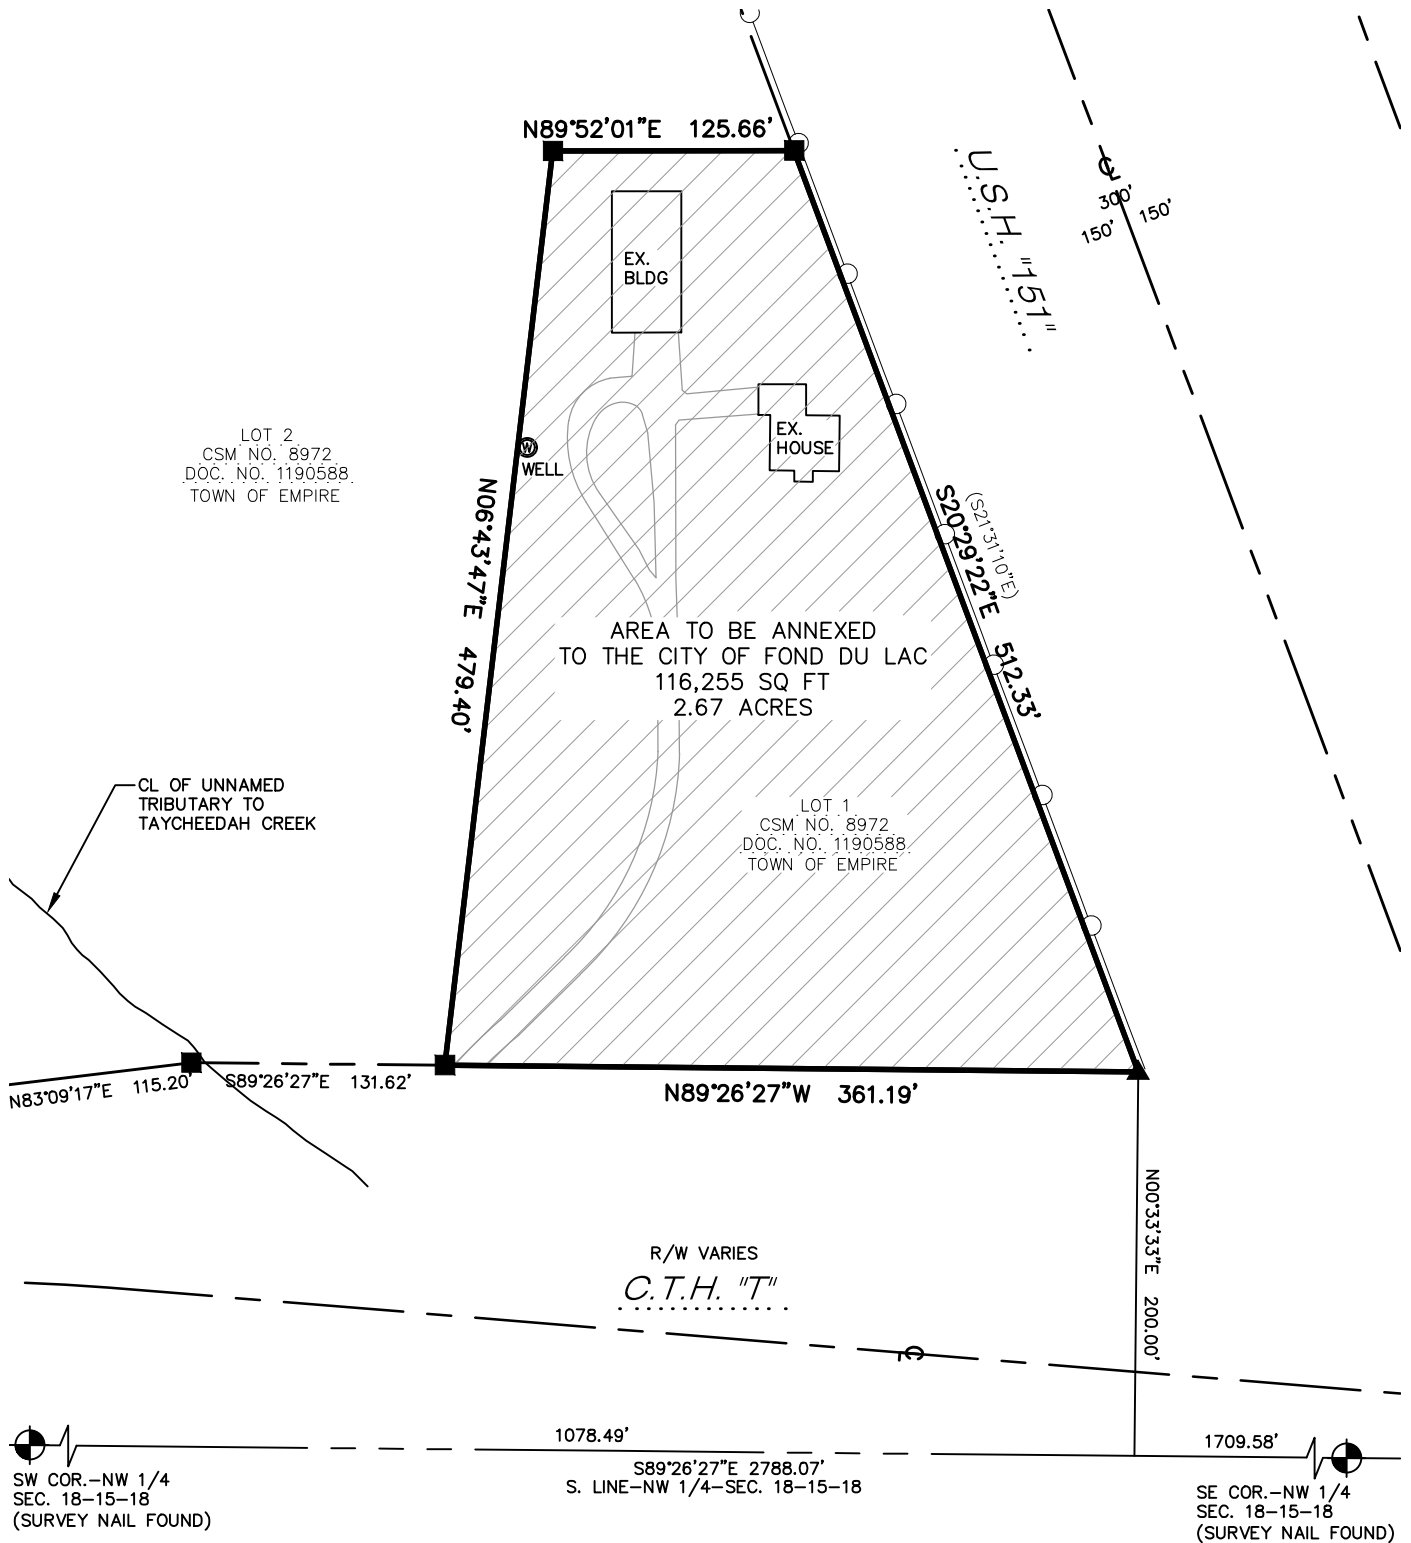 N89°52'01"E 125.66'
U.S.H. "151"
℄
300'
150'
150'
EX.
BLDG
EX.
HOUSE
W
WELL
LOT 2
CSM NO. 8972
DOC. NO. 1190588
TOWN OF EMPIRE
N06°43'47"E 479.40'
(S21°31'10"E)
S20°29'22"E 512.33'
AREA TO BE ANNEXED
TO THE CITY OF FOND DU LAC
116,255 SQ FT
2.67 ACRES
CL OF UNNAMED
TRIBUTARY TO
TAYCHEEDAH CREEK
LOT 1
CSM NO. 8972
DOC. NO. 1190588
TOWN OF EMPIRE
N83°09'17"E 115.20'
S89°26'27"E 131.62'
N89°26'27"W 361.19'
N00°33'33"E 200.00'
R/W VARIES
C.T.H. "T"
℄
1078.49'
1709.58'
S89°26'27"E 2788.07'
S. LINE-NW 1/4-SEC. 18-15-18
SW COR.-NW 1/4
SEC. 18-15-18
(SURVEY NAIL FOUND)
SE COR.-NW 1/4
SEC. 18-15-18
(SURVEY NAIL FOUND)